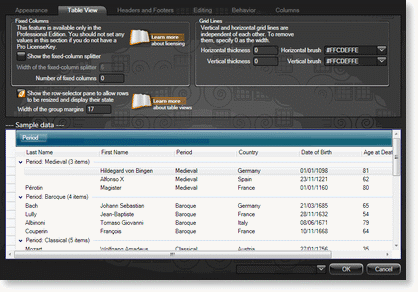 Appearance Table View Headers and Footers Editing Behavior... Columns
Fixed Columns
This feature is available only in the
Professional Edition. You should not set any
values in this section if you do not have a
Pro LicenseKey.
Learn more
about licensing
Show the fixed-column splitter
Width of the fixed-column splitter 5
Number of fixed columns 0
Grid Lines
Vertical and horizontal grid lines are
independent of each other. To remove
them, specify 0 as the width.
Horizontal thickness 0 Horizontal brush #FFCDEFFE
Vertical thickness 0 Vertical brush #FFCDEFFE
Show the row-selector pane to allow rows
to be resized and display their state
Learn more
about table views
Width of the group margins 17
--- Sample data ---
Period
Last Name First Name Period Country Date of Birth Age at Death
Period: Medieval (3 items)
Hildegard von Bingen Medieval Germany 01/01/1098 81
Alfonso X Medieval Spain 23/11/1221 62
Pérotin Magister Medieval France 01/01/1160 80
Period: Baroque (4 items)
Bach Johann Sebastian Baroque Germany 21/03/1685 65
Lully Jean-Baptiste Baroque France 28/11/1632 54
Albinoni Tomaso Giovanni Baroque Italy 08/06/1671 79
Couperin François Baroque France 10/11/1668 64
Period: Classical (5 items)
Mozart Wolfgang Amadeus Classical Austria 27/01/1756 35
OK Cancel